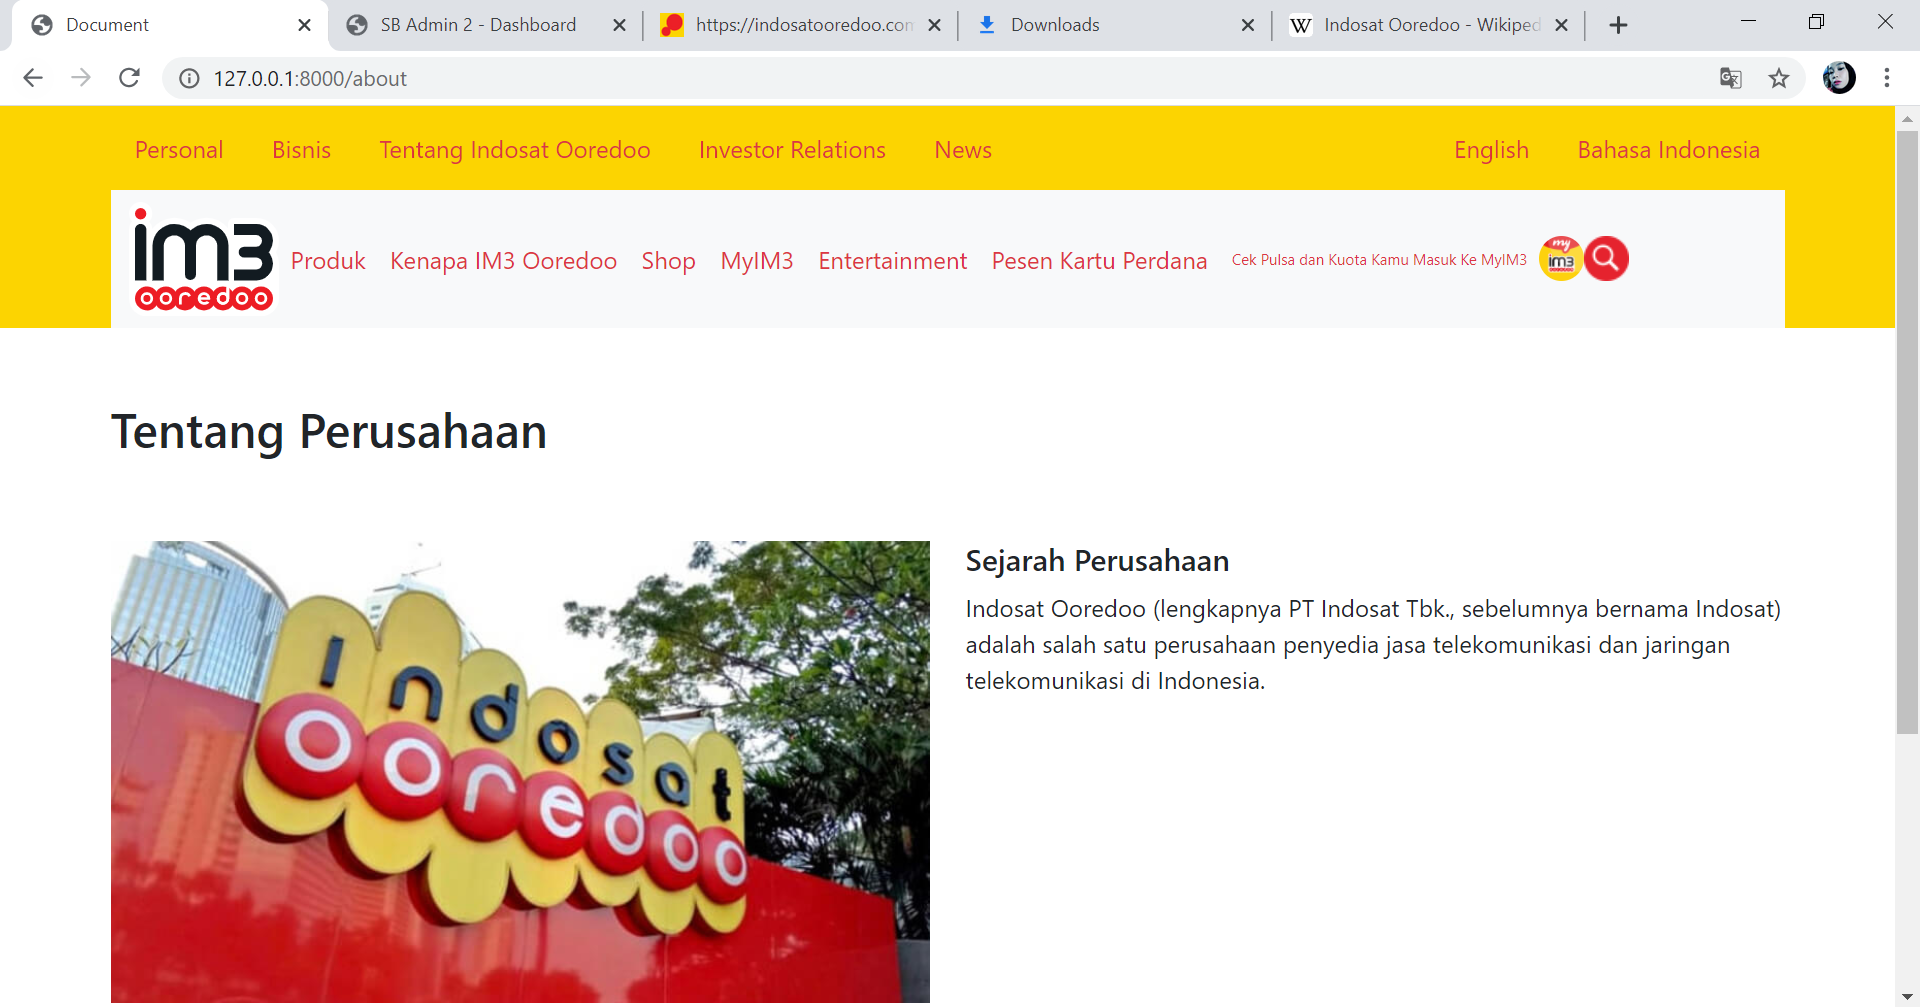 Document
SB Admin 2 - Dashboard
https://indosatooredoo.com
Downloads
Indosat Ooredoo - Wikiped
127.0.0.1:8000/about
Personal
Bisnis
Tentang Indosat Ooredoo
Investor Relations
News
English
Bahasa Indonesia
im3
ooredoo
Produk
Kenapa IM3 Ooredoo
Shop
MyIM3
Entertainment
Pesen Kartu Perdana
Cek Pulsa dan Kuota Kamu Masuk Ke MyIM3
my
im3
Tentang Perusahaan
indosat
ooredoo
Sejarah Perusahaan
Indosat Ooredoo (lengkapnya PT Indosat Tbk., sebelumnya bernama Indosat)
adalah salah satu perusahaan penyedia jasa telekomunikasi dan jaringan
telekomunikasi di Indonesia.